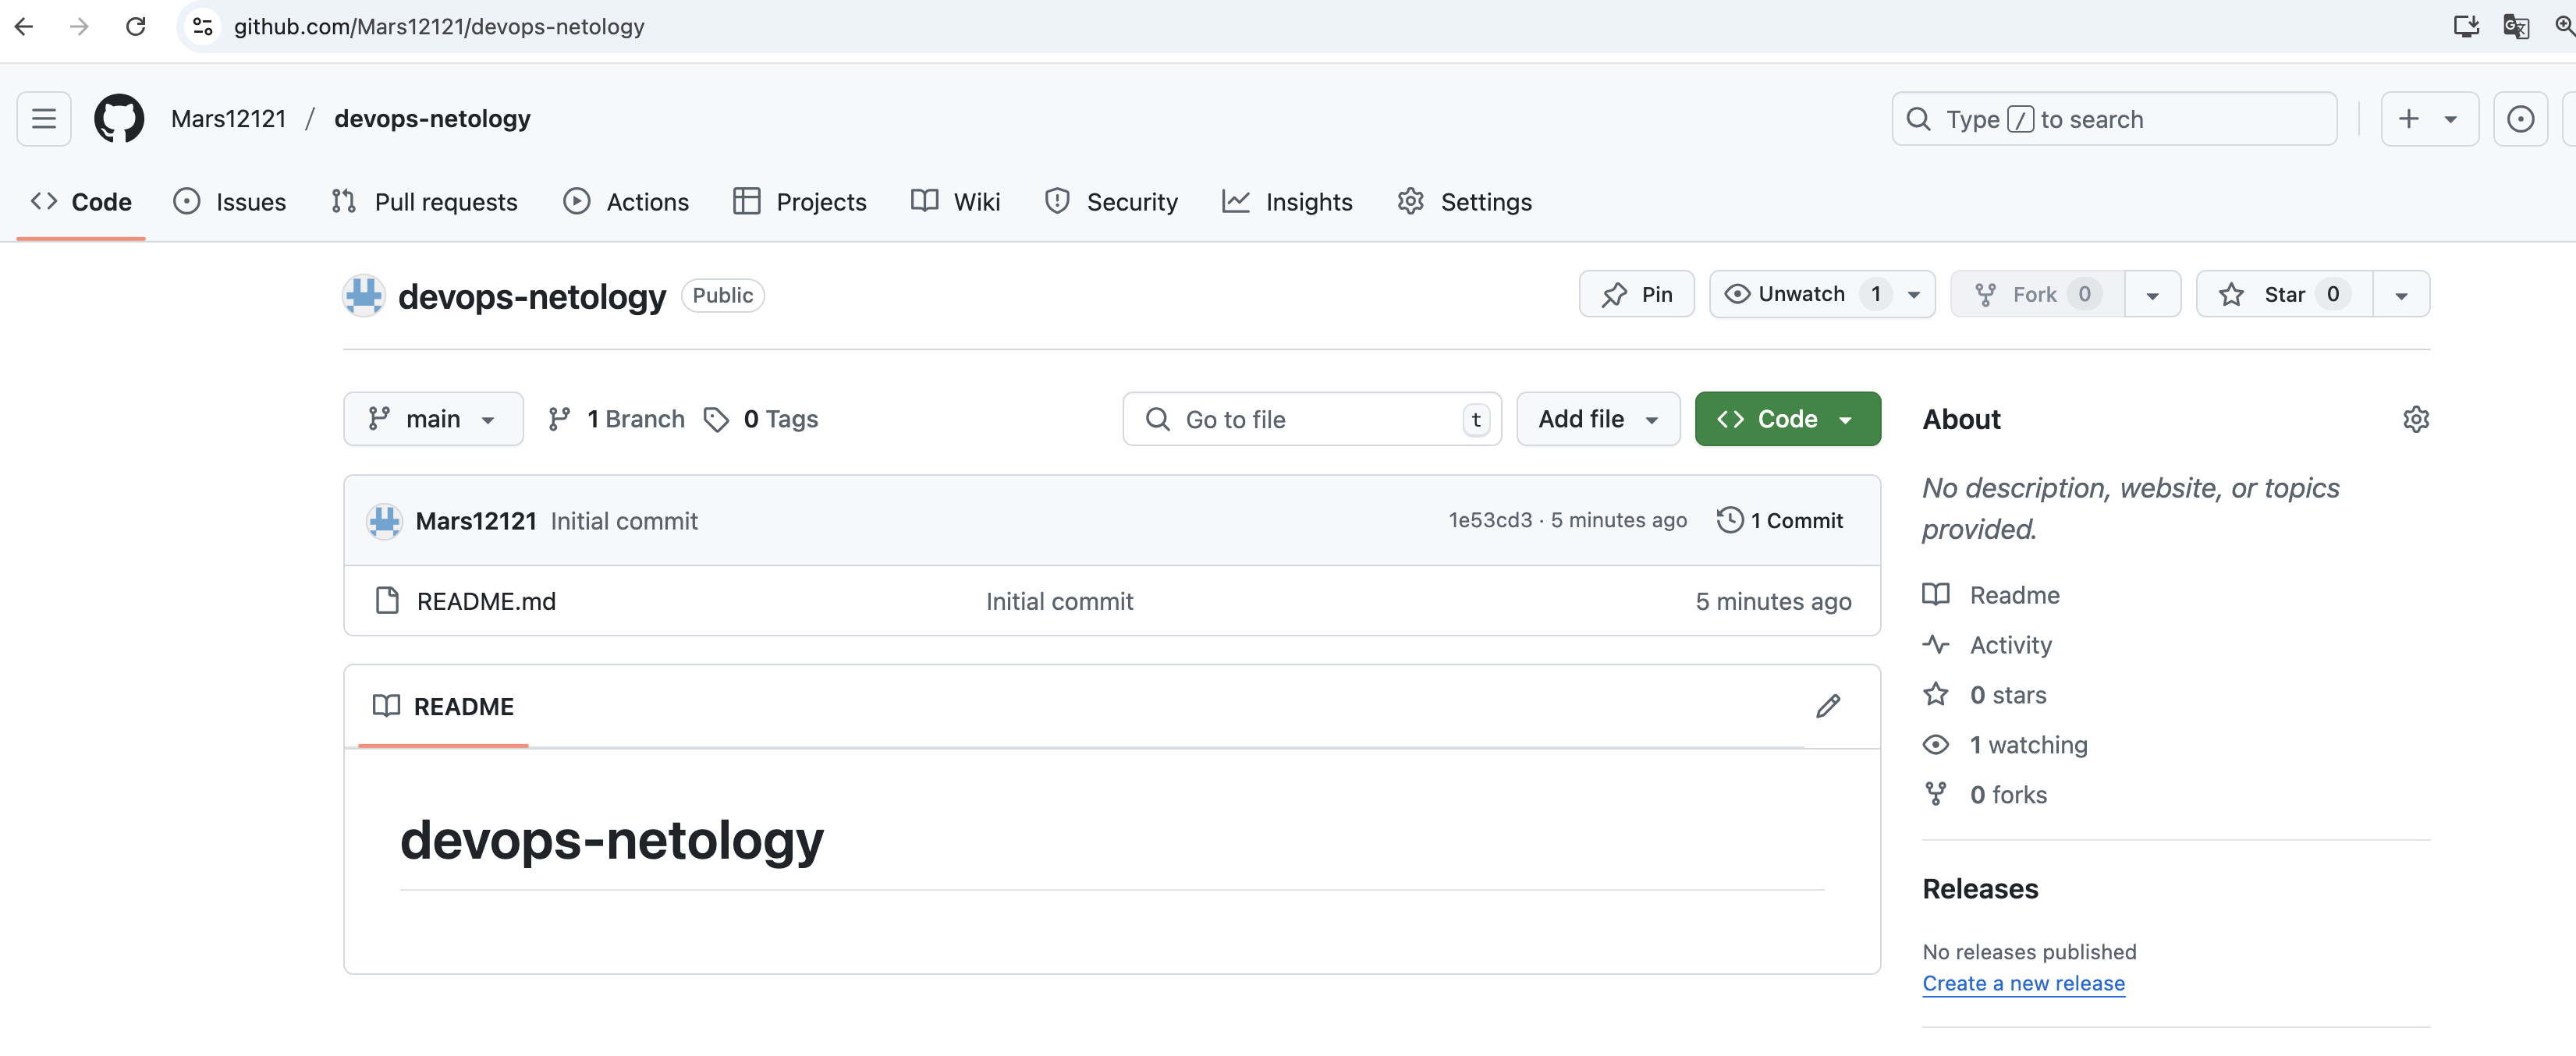 github.com/Mars12121/devops-netology
Mars12121 / devops-netology
Type / to search
Code Issues Pull requests Actions Projects Wiki Security Insights Settings
devops-netology Public
Pin Unwatch 1 Fork 0 Star 0
main 1 Branch 0 Tags
Go to file t Add file Code
Mars12121 Initial commit 1e53cd3 · 5 minutes ago 1 Commit
README.md Initial commit 5 minutes ago
README
devops-netology
About
No description, website, or topics
provided.
Readme
Activity
0 stars
1 watching
0 forks
Releases
No releases published
Create a new release